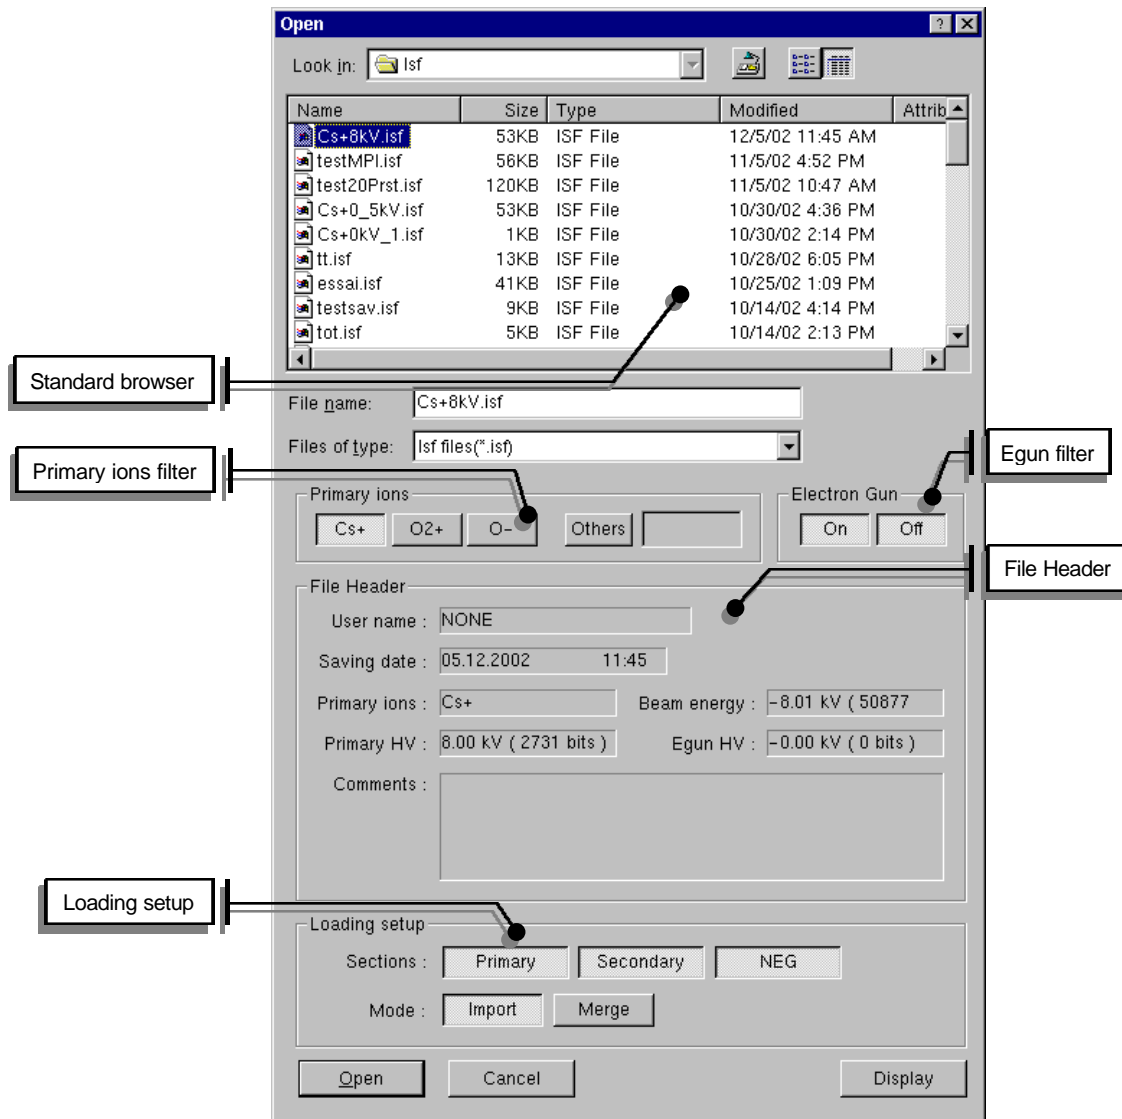 Open
Look in: Isf
Name Size Type Modified Attrib
Cs+8kV.isf 53KB ISF File 12/5/02 11:45 AM
testMPI.isf 56KB ISF File 11/5/02 4:52 PM
test20Prst.isf 120KB ISF File 11/5/02 10:47 AM
Cs+0_5kV.isf 53KB ISF File 10/30/02 4:36 PM
Cs+0kV_1.isf 1KB ISF File 10/30/02 2:14 PM
tt.isf 13KB ISF File 10/28/02 6:05 PM
essai.isf 41KB ISF File 10/25/02 1:09 PM
testsav.isf 9KB ISF File 10/14/02 4:14 PM
tot.isf 5KB ISF File 10/14/02 2:13 PM
Standard browser
File name: Cs+8kV.isf
Files of type: Isf files(*.isf)
Primary ions filter
Egun filter
Primary ions
Electron Gun
Cs+ O2+ O- Others
On Off
File Header
File Header
User name : NONE
Saving date : 05.12.2002 11:45
Primary ions : Cs+ Beam energy : -8.01 kV ( 50877
Primary HV : 8.00 kV ( 2731 bits ) Egun HV : -0.00 kV ( 0 bits )
Comments :
Loading setup
Loading setup
Sections : Primary Secondary NEG
Mode : Import Merge
Open Cancel Display